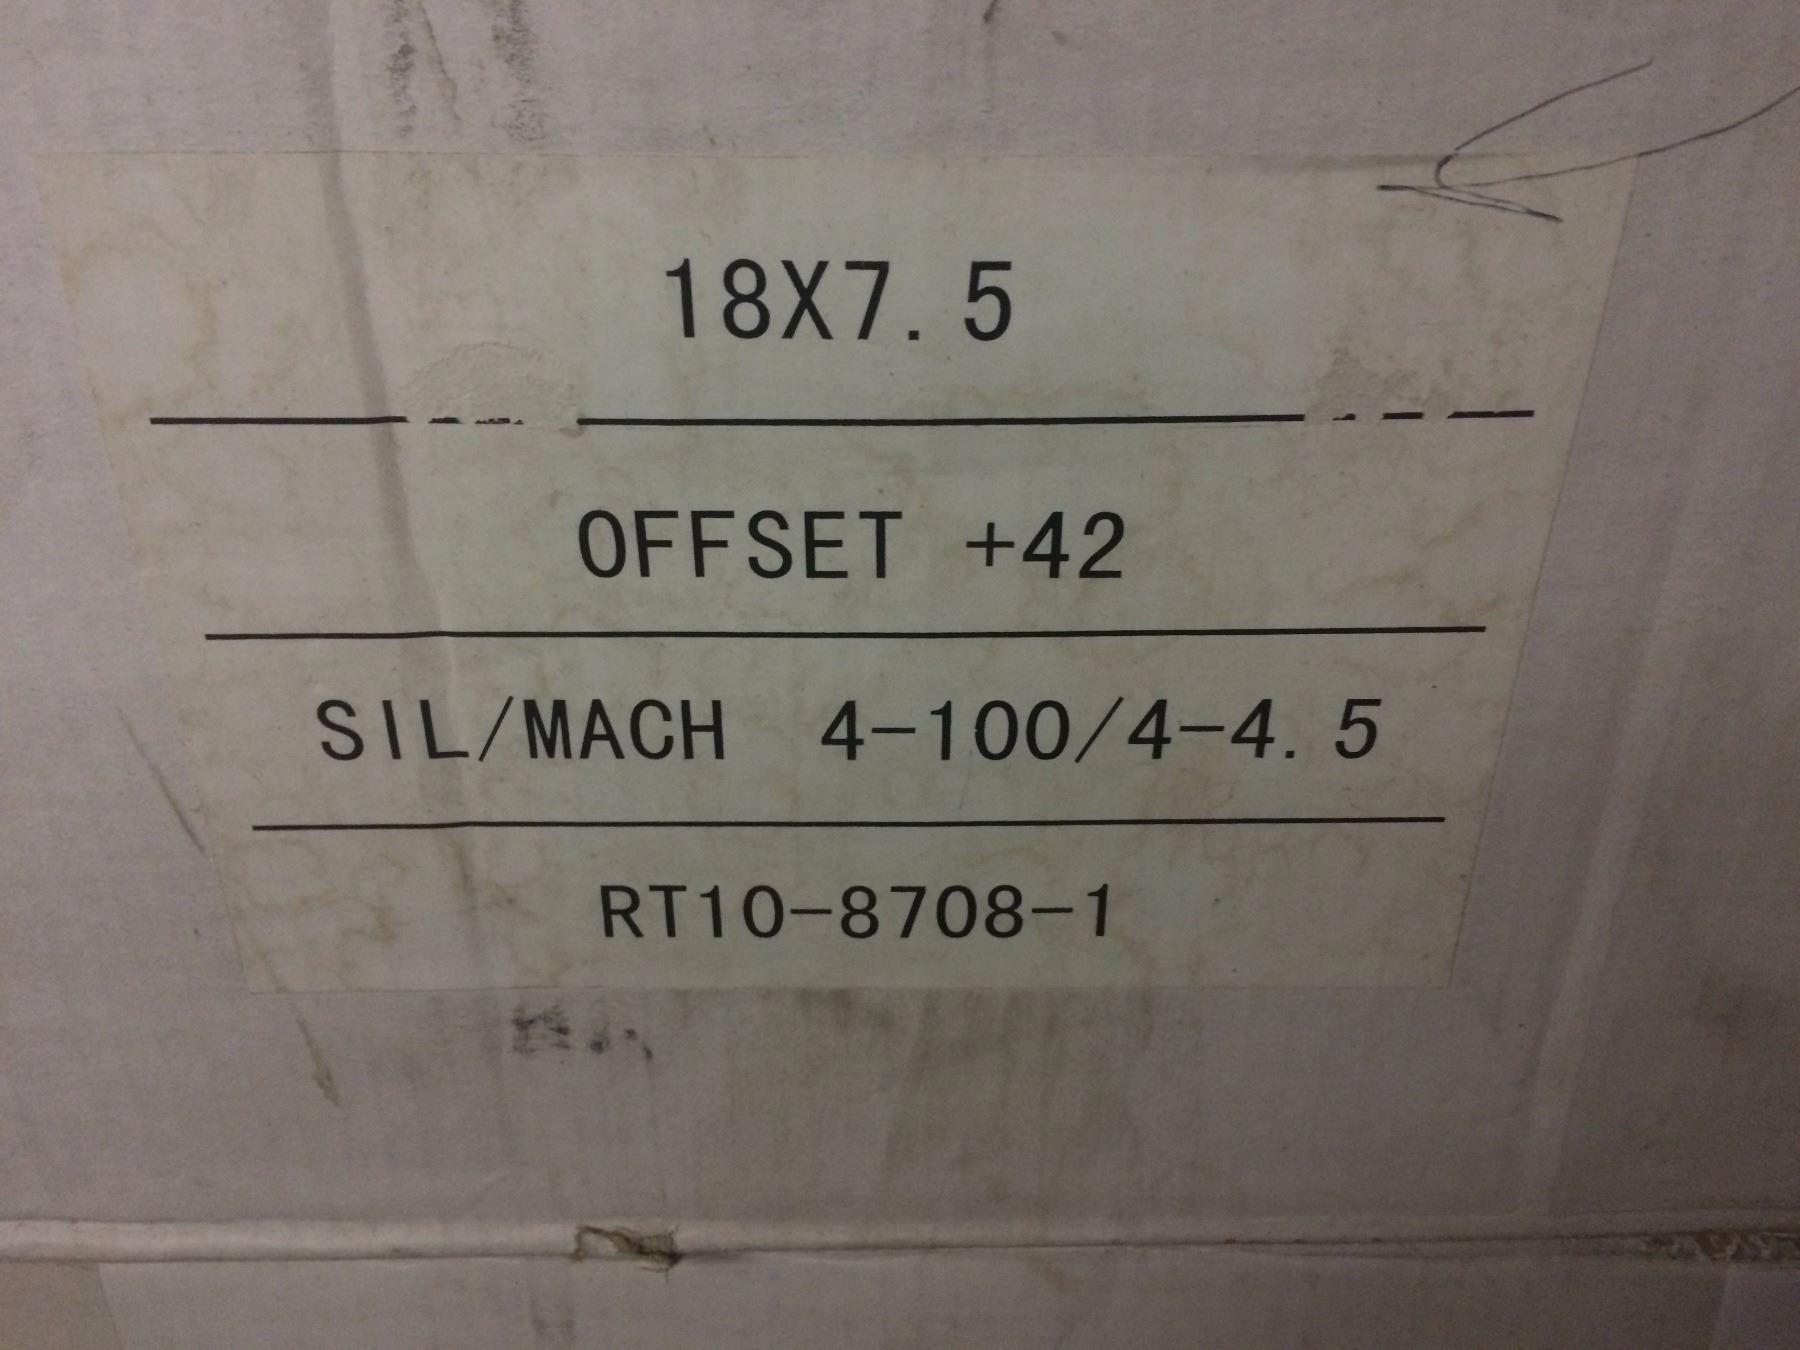 18X7.5
OFFSET +42
SIL/MACH 4-100/4-4.5
RT10-8708-1